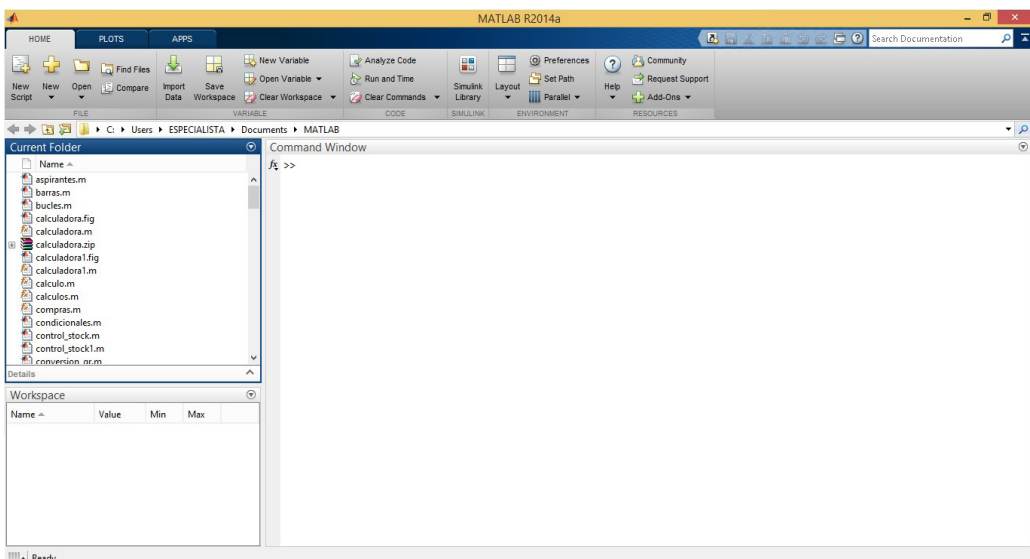 MATLAB R2014a
HOME PLOTS APPS
Search Documentation
New Script
New
Open
Find Files
Compare
Import Data
Save Workspace
New Variable
Open Variable
Clear Workspace
Analyze Code
Run and Time
Clear Commands
Simulink Library
Layout
Preferences
Set Path
Parallel
Help
Community
Request Support
Add-Ons
FILE VARIABLE CODE SIMULINK ENVIRONMENT RESOURCES
C: Users ESPECIALISTA Documents MATLAB
Current Folder
Name
aspirantes.m
barras.m
bucles.m
calculadora.fig
calculadora.m
calculadora.zip
calculadora1.fig
calculadora1.m
calculo.m
calculos.m
compras.m
condicionales.m
control_stock.m
control_stock1.m
conversion_gr.m
Details
Workspace
Name Value Min Max
Command Window
fx >>
Ready